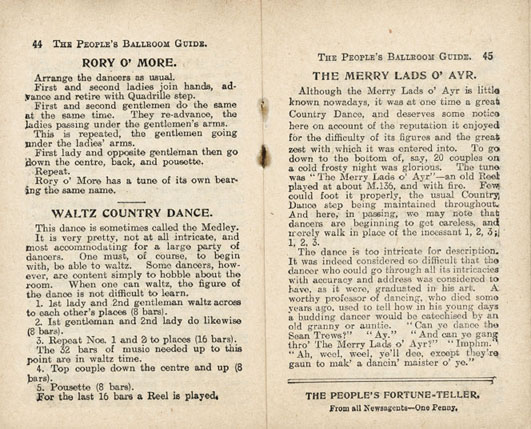 44 THE PEOPLE'S BALLROOM GUIDE.
RORY O' MORE.
Arrange the dancers as usual.
First and second ladies join hands, ad-
vance and retire with Quadrille step.
First and second gentlemen do the same
at the same time. They re-advance, the
ladies passing under the gentlemen's arms.
This is repeated, the gentlemen going
under the ladies' arms.
First lady and opposite gentleman then go
down the centre, back, and pousette.
Repeat.
Rory o' More has a tune of its own bear-
ing the same name.
WALTZ COUNTRY DANCE.
This dance is sometimes called the Medley.
It is very pretty, not at all intricate, and
most accommodating for a large party of
dancers. One must, of course, to begin
with, be able to waltz. Some dancers, how-
ever, are content simply to hobble about the
room. When one can waltz, the figure of
the dance is not difficult to learn.
1. 1st lady and 2nd gentleman waltz across
to each other's places (8 bars).
2. 1st gentleman and 2nd lady do likewise
(8 bars).
3. Repeat Nos. 1 and 2 to places (16 bars).
The 32 bars of music needed up to this
point are in waltz time.
4. Top couple down the centre and up (8
bars).
5. Pousette (8 bars).
For the last 16 bars a Reel is played.
THE PEOPLE'S BALLROOM GUIDE. 45
THE MERRY LADS O' AYR.
Although the Merry Lads o' Ayr is little
known nowadays, it was at one time a great
Country Dance, and deserves some notice
here on account of the reputation it enjoyed
for the difficulty of its figures and the great
zest with which it was entered into. To go
down to the bottom of, say, 20 couples on
a cold frosty night was glorious. The tune
was "The Merry Lads o' Ayr"—an old Reel
played at about M.135, and with fire. Few
could foot it properly, the usual Country
Dance step being maintained throughout.
And here, in passing, we may note that
dancers are beginning to get careless, and
merely walk in place of the incesant 1, 2, 3;
1, 2, 3.
The dance is too intricate for description.
It was indeed considered so difficult that the
dancer who could go through all its intricacies
with accuracy and address was considered to
have, as it were, graduated in his art. A
worthy professor of dancing, who died some
years ago, used to tell how in his young days
a budding dancer would be catechised by an
old granny or auntie. "Can ye dance the
Sean Trews?" "Ay." "And can ye gang
thro' The Merry Lads o' Ayr?" "Imphm."
"Ah, weel, weel, ye'll dee, except they're
gaun to mak' a dancin' maister o' ye."
THE PEOPLE'S FORTUNE-TELLER.
From all Newsagents—One Penny.